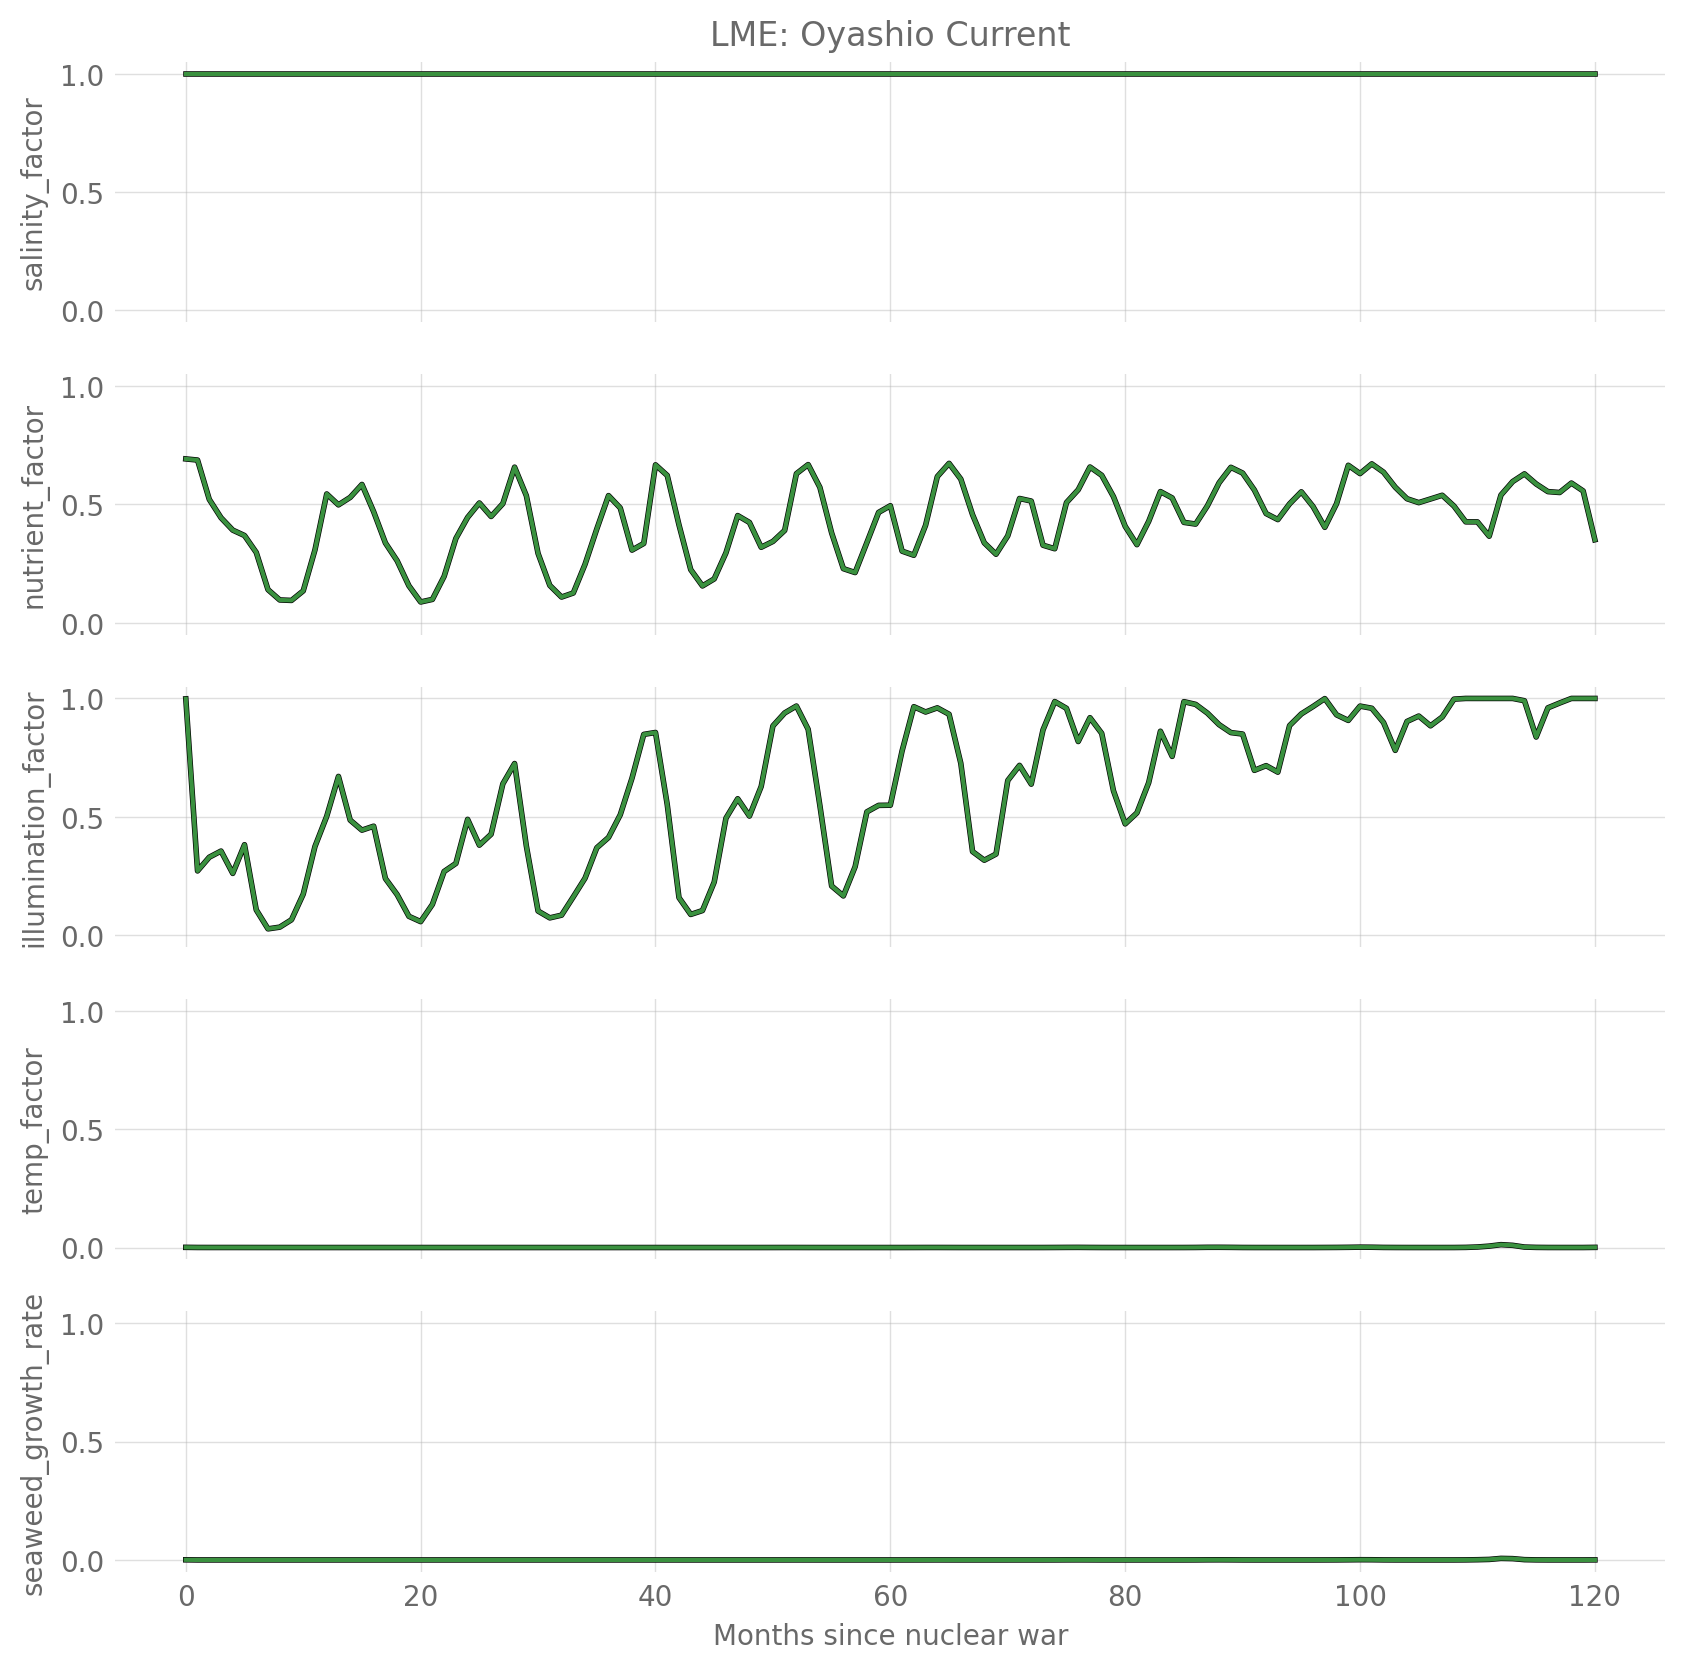 LME: Oyashio Current
1.0
0.5
0.0
salinity_factor
1.0
0.5
0.0
nutrient_factor
1.0
0.5
0.0
illumination_factor
1.0
0.5
0.0
temp_factor
1.0
0.5
0.0
seaweed_growth_rate
0 20 40 60 80 100 120
Months since nuclear war